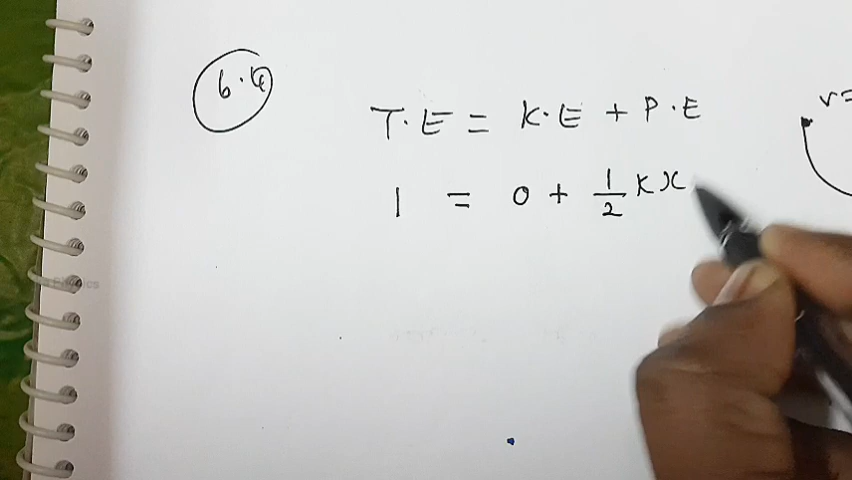 6.4
T.E = K.E + P.E
v=
1 = 0 + 1/2 Kx